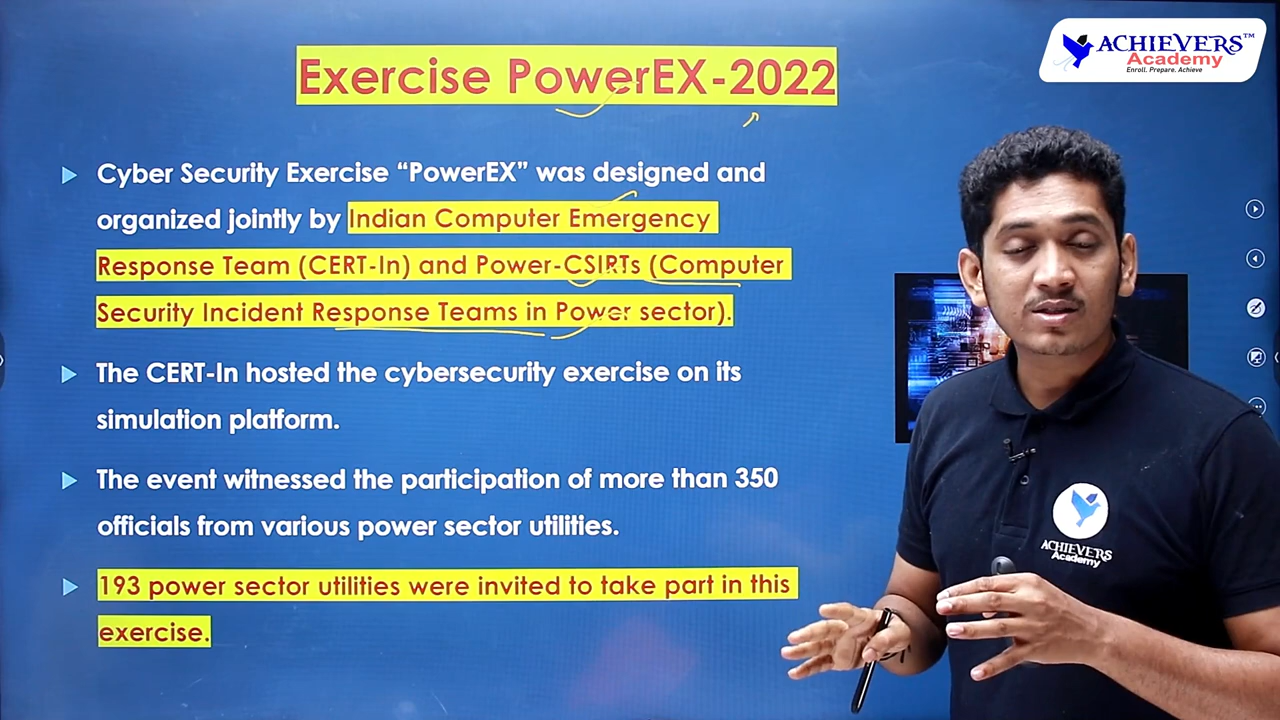 ACHIEVERS™
Academy
Enroll. Prepare. Achieve
Exercise PowerEX-2022
Cyber Security Exercise “PowerEX” was designed and
organized jointly by Indian Computer Emergency
Response Team (CERT-In) and Power-CSIRTs (Computer
Security Incident Response Teams in Power sector).
The CERT-In hosted the cybersecurity exercise on its
simulation platform.
The event witnessed the participation of more than 350
officials from various power sector utilities.
193 power sector utilities were invited to take part in this
exercise.
ACHIEVERS
Academy